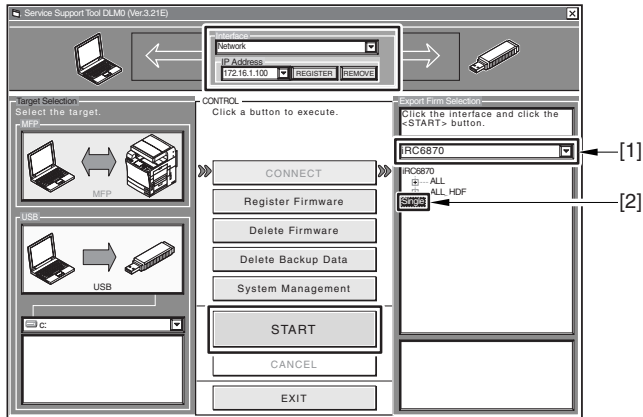 Service Support Tool DLM0 (Ver.3.21E)
Interface
Network
IP Address
172.16.1.100
REGISTER
REMOVE
Target Selection
Select the target.
MFP
MFP
USB
USB
c:
CONTROL
Click a button to execute.
CONNECT
Register Firmware
Delete Firmware
Delete Backup Data
System Management
START
CANCEL
EXIT
Export Firm Selection
Click the interface and click the
<START> button.
iRC6870
[1]
iRC6870
ALL
ALL_HDF
Single
[2]